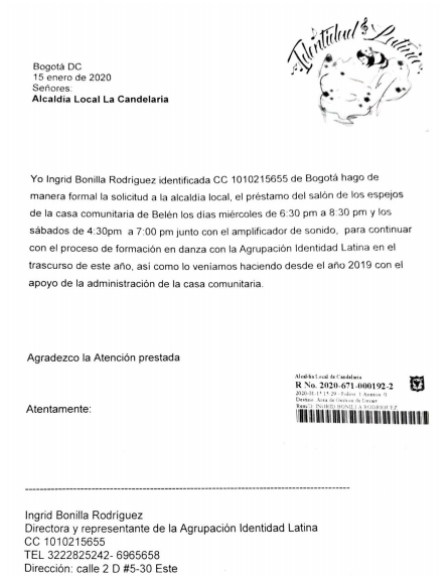 Identidad Latina
Bogotá DC
15 enero de 2020
Señores:
Alcaldía Local La Candelaria
Yo Ingrid Bonilla Rodríguez identificada CC 1010215655 de Bogotá hago de
manera formal la solicitud a la alcaldía local, el préstamo del salón de los espejos
de la casa comunitaria de Belén los días miércoles de 6:30 pm a 8:30 pm y los
sábados de 4:30pm a 7:00 pm junto con el amplificador de sonido, para continuar
con el proceso de formación en danza con la Agrupación Identidad Latina en el
trascurso de este año, así como lo veníamos haciendo desde el año 2019 con el
apoyo de la administración de la casa comunitaria.
Agradezco la Atención prestada
Alcaldía Local de Candelaria
R No. 2020-671-000192-2
Atentamente:
INGRID BONILLA RODRIGUEZ
Ingrid Bonilla Rodríguez
Directora y representante de la Agrupación Identidad Latina
CC 1010215655
TEL 3222825242- 6965658
Dirección: calle 2 D #5-30 Este